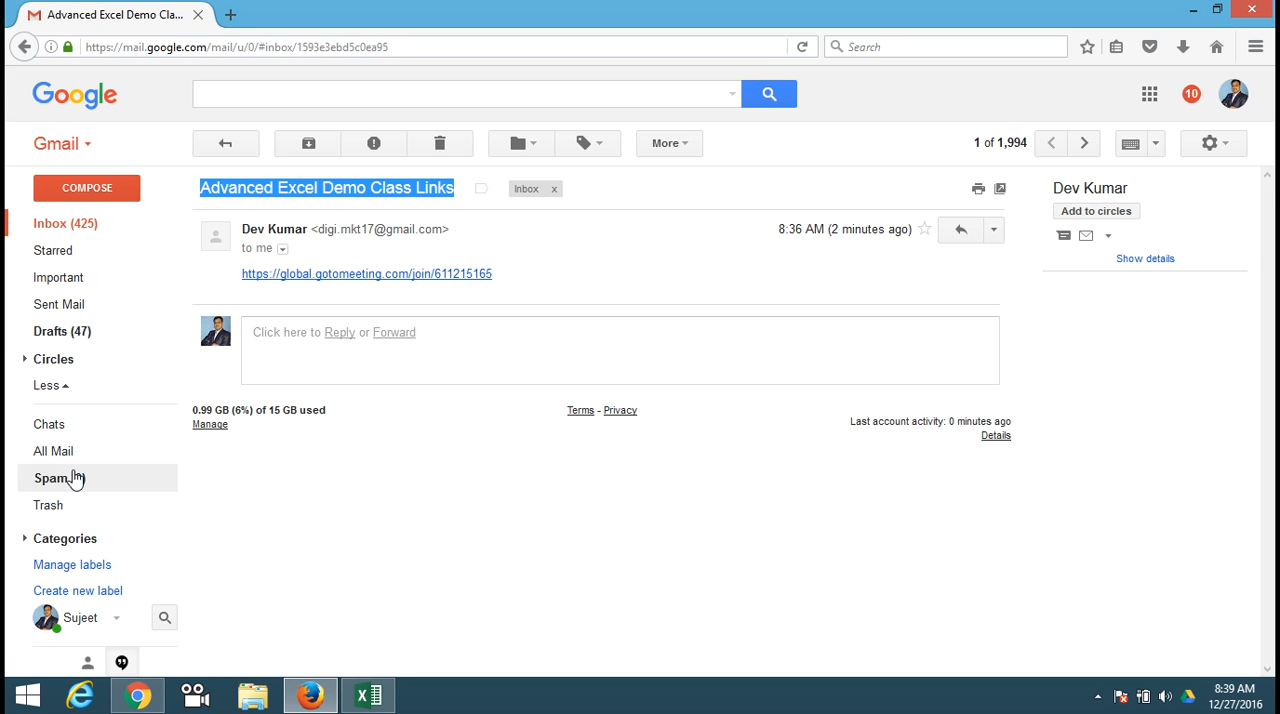 Advanced Excel Demo Cla...
https://mail.google.com/mail/u/0/#inbox/1593e3ebd5c0ea95
Search
Google
10
Gmail
More
1 of 1,994
COMPOSE
Inbox (425)
Starred
Important
Sent Mail
Drafts (47)
Circles
Less
Chats
All Mail
Spam
Trash
Categories
Manage labels
Create new label
Sujeet
Advanced Excel Demo Class Links
Inbox x
Dev Kumar <digi.mkt17@gmail.com>
8:36 AM (2 minutes ago)
to me
https://global.gotomeeting.com/join/611215165
Click here to Reply or Forward
0.99 GB (6%) of 15 GB used
Manage
Terms - Privacy
Last account activity: 0 minutes ago
Details
Dev Kumar
Add to circles
Show details
8:39 AM
12/27/2016